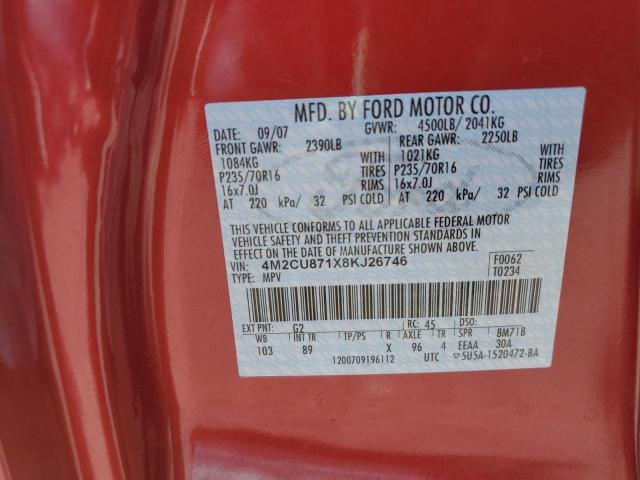 MFD. BY FORD MOTOR CO.
DATE: 09/07 GVWR: 4500LB/ 2041KG
FRONT GAWR: 2390LB REAR GAWR: 2250LB
1084KG WITH 1021KG WITH
P235/70R16 TIRES P235/70R16 TIRES
16x7.0J RIMS 16x7.0J RIMS
AT 220 kPa/ 32 PSI COLD AT 220 kPa/ 32 PSI COLD
THIS VEHICLE CONFORMS TO ALL APPLICABLE FEDERAL MOTOR
VEHICLE SAFETY AND THEFT PREVENTION STANDARDS IN
EFFECT ON THE DATE OF MANUFACTURE SHOWN ABOVE.
VIN: 4M2CU871X8KJ26746 F0062
TYPE: MPV T0234
EXT PNT: G2 RC: 45 DSO:
WB INT TR TP/PS R AXLE TR SPR 8M71B
103 89 X 96 4 EEAA 30A
1200709196112 UTC ▽5U5A-1520472-BA